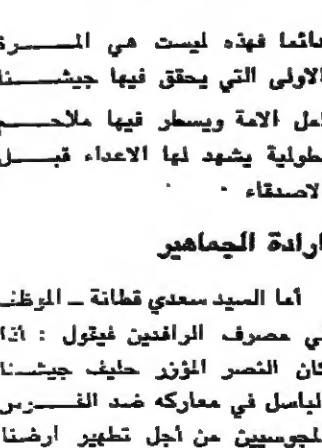 دائما فهذه ليست هي المرة
الاولى التي يحقق فيها جيشنا
امل الامة ويسطر فيها ملاحم
بطولية يشهد لها الاعداء قبل
الاصدقاء ٠
ارادة الجماهير
أما السيد سعدي قطانة ـ الموظف
في مصرف الرافدين فيقول : اذا
كان النصر المؤزر حليف جيشنا
الباسل في معاركه ضد الفرس
المجوسيين من أجل تطهير ارضنا